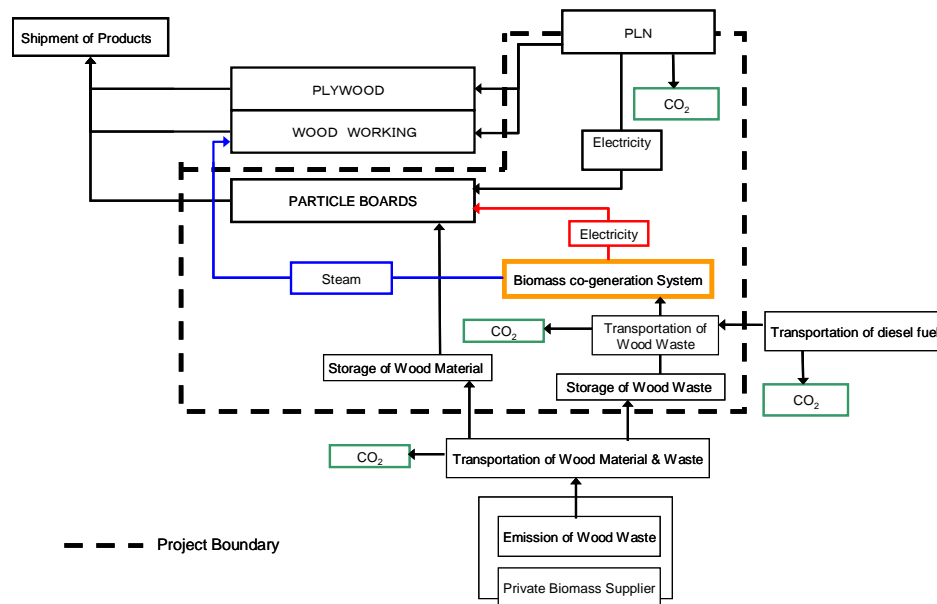 Shipment of Products
PLN
PLYWOOD
CO2
WOOD WORKING
Electricity
PARTICLE BOARDS
Electricity
Steam
Biomass co-generation System
CO2
Transportation of
Wood Waste
Transportation of diesel fuel
Storage of Wood Material
Storage of Wood Waste
CO2
CO2
Transportation of Wood Material & Waste
Emission of Wood Waste
Project Boundary
Private Biomass Supplier